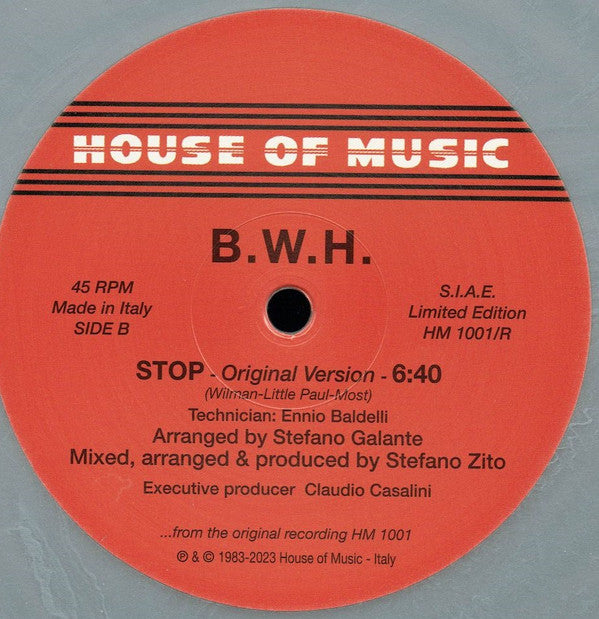 HOUSE OF MUSIC
B.W.H.
45 RPM
Made in Italy
SIDE B
S.I.A.E.
Limited Edition
HM 1001/R
STOP - Original Version - 6:40
(Wilman-Little Paul-Most)
Technician: Ennio Baldelli
Arranged by Stefano Galante
Mixed, arranged & produced by Stefano Zito
Executive producer Claudio Casalini
...from the original recording HM 1001
℗ & © 1983-2023 House of Music - Italy